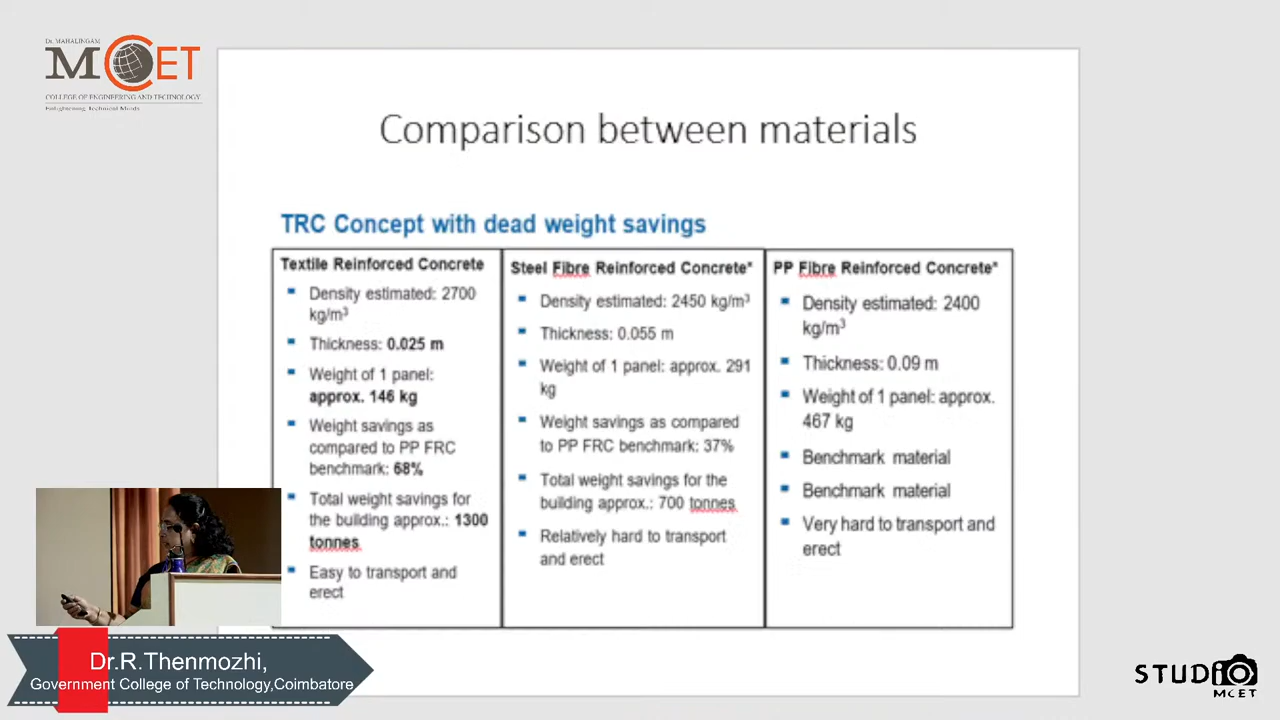 Dr. MAHALINGAM
MCET
COLLEGE OF ENGINEERING AND TECHNOLOGY
Enlightening Technical Minds
Comparison between materials
TRC Concept with dead weight savings
Textile Reinforced Concrete
Density estimated: 2700
kg/m³
Thickness: 0.025 m
Weight of 1 panel:
approx. 146 kg
Weight savings as
compared to PP FRC
benchmark: 68%
Total weight savings for
the building approx.: 1300
tonnes
Easy to transport and
erect
Steel Fibre Reinforced Concrete*
Density estimated: 2450 kg/m³
Thickness: 0.055 m
Weight of 1 panel: approx. 291
kg
Weight savings as compared
to PP FRC benchmark: 37%
Total weight savings for the
building approx.: 700 tonnes
Relatively hard to transport
and erect
PP Fibre Reinforced Concrete*
Density estimated: 2400
kg/m³
Thickness: 0.09 m
Weight of 1 panel: approx.
467 kg
Benchmark material
Benchmark material
Very hard to transport and
erect
Dr.R.Thenmozhi,
Government College of Technology,Coimbatore
STUDIO
MCET